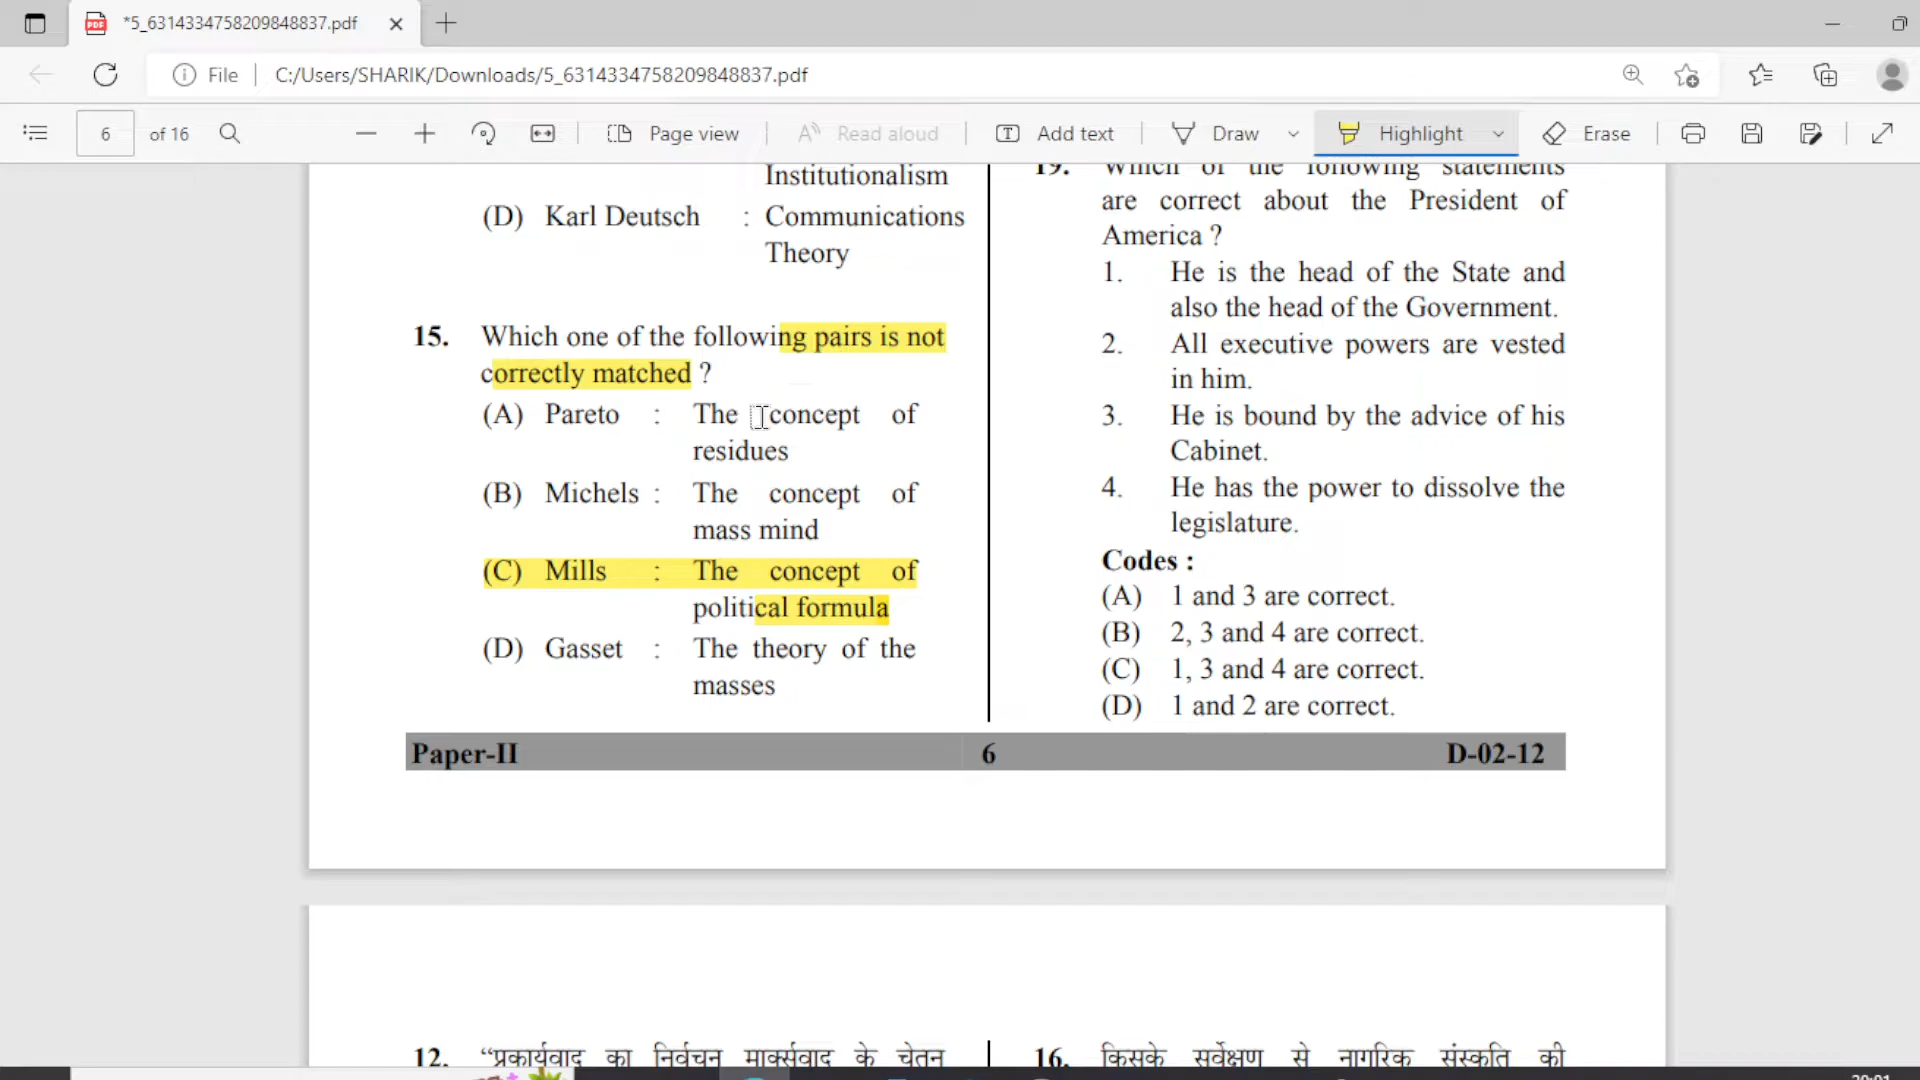 *5_6314334758209848837.pdf
File
C:/Users/SHARIK/Downloads/5_6314334758209848837.pdf
6 of 16
Page view
Read aloud
Add text
Draw
Highlight
Erase
Institutionalism
(D) Karl Deutsch : Communications
Theory
15. Which one of the following pairs is not
correctly matched ?
(A) Pareto : The concept of
residues
(B) Michels : The concept of
mass mind
(C) Mills : The concept of
political formula
(D) Gasset : The theory of the
masses
19. Which of the following statements
are correct about the President of
America ?
1. He is the head of the State and
also the head of the Government.
2. All executive powers are vested
in him.
3. He is bound by the advice of his
Cabinet.
4. He has the power to dissolve the
legislature.
Codes :
(A) 1 and 3 are correct.
(B) 2, 3 and 4 are correct.
(C) 1, 3 and 4 are correct.
(D) 1 and 2 are correct.
Paper-II 6 D-02-12
12. “प्रकार्यवाद का निर्वचन मार्क्सवाद के चेतन
16. किसके सर्वेक्षण से नागरिक संस्कृति की